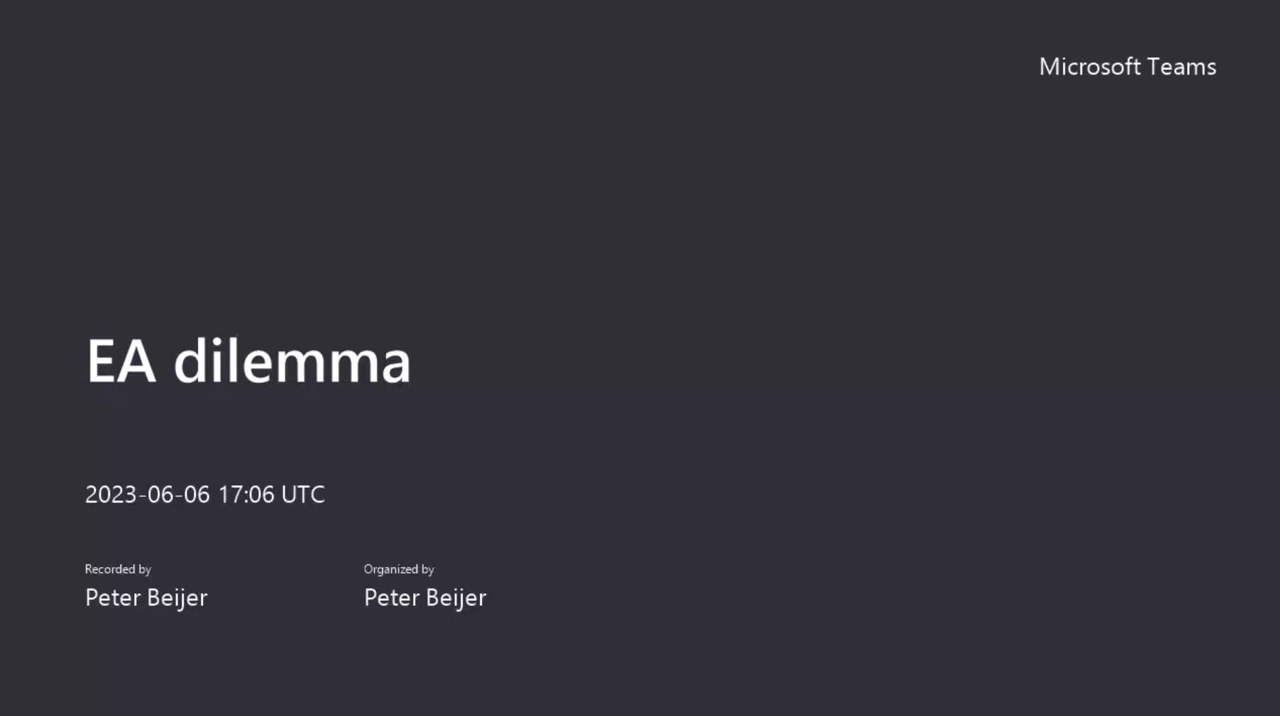 Microsoft Teams
EA dilemma
2023-06-06 17:06 UTC
Recorded by
Peter Beijer
Organized by
Peter Beijer